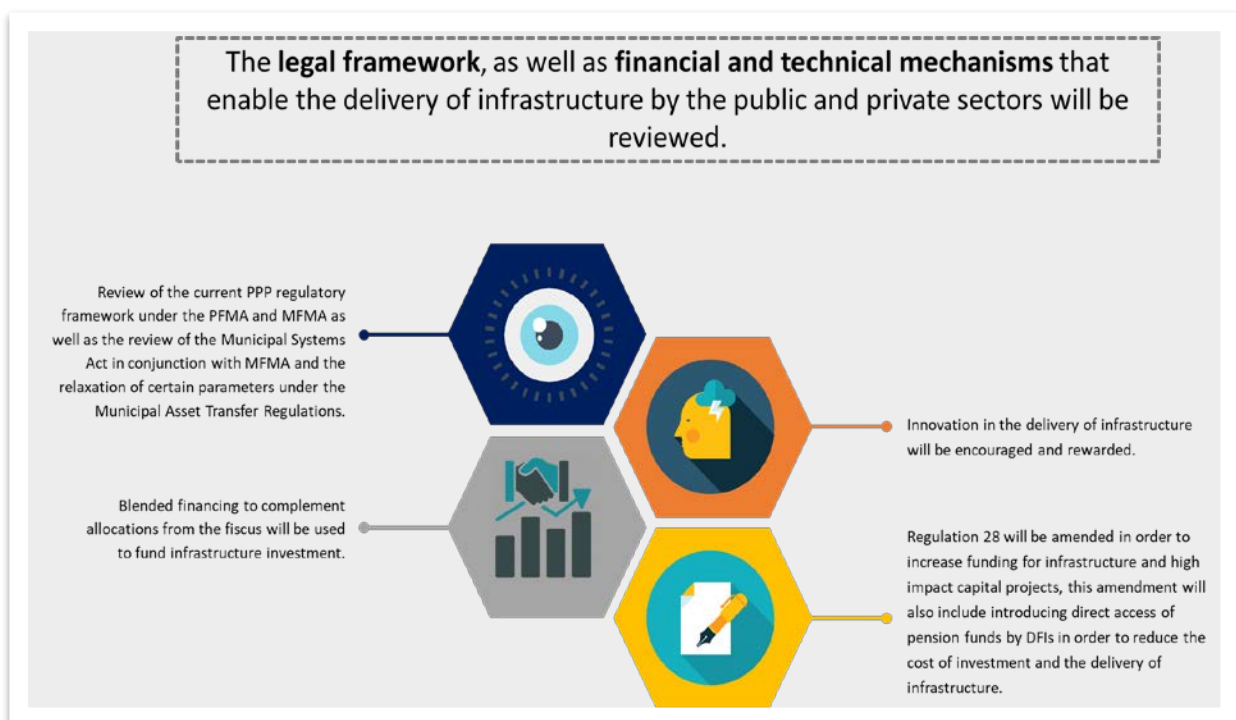 The legal framework, as well as financial and technical mechanisms that
enable the delivery of infrastructure by the public and private sectors will be
reviewed.
Review of the current PPP regulatory
framework under the PFMA and MFMA as
well as the review of the Municipal Systems
Act in conjunction with MFMA and the
relaxation of certain parameters under the
Municipal Asset Transfer Regulations.
Innovation in the delivery of infrastructure
will be encouraged and rewarded.
Blended financing to complement
allocations from the fiscus will be used
to fund infrastructure investment.
Regulation 28 will be amended in order to
increase funding for infrastructure and high
impact capital projects, this amendment will
also include introducing direct access of
pension funds by DFIs in order to reduce the
cost of investment and the delivery of
infrastructure.